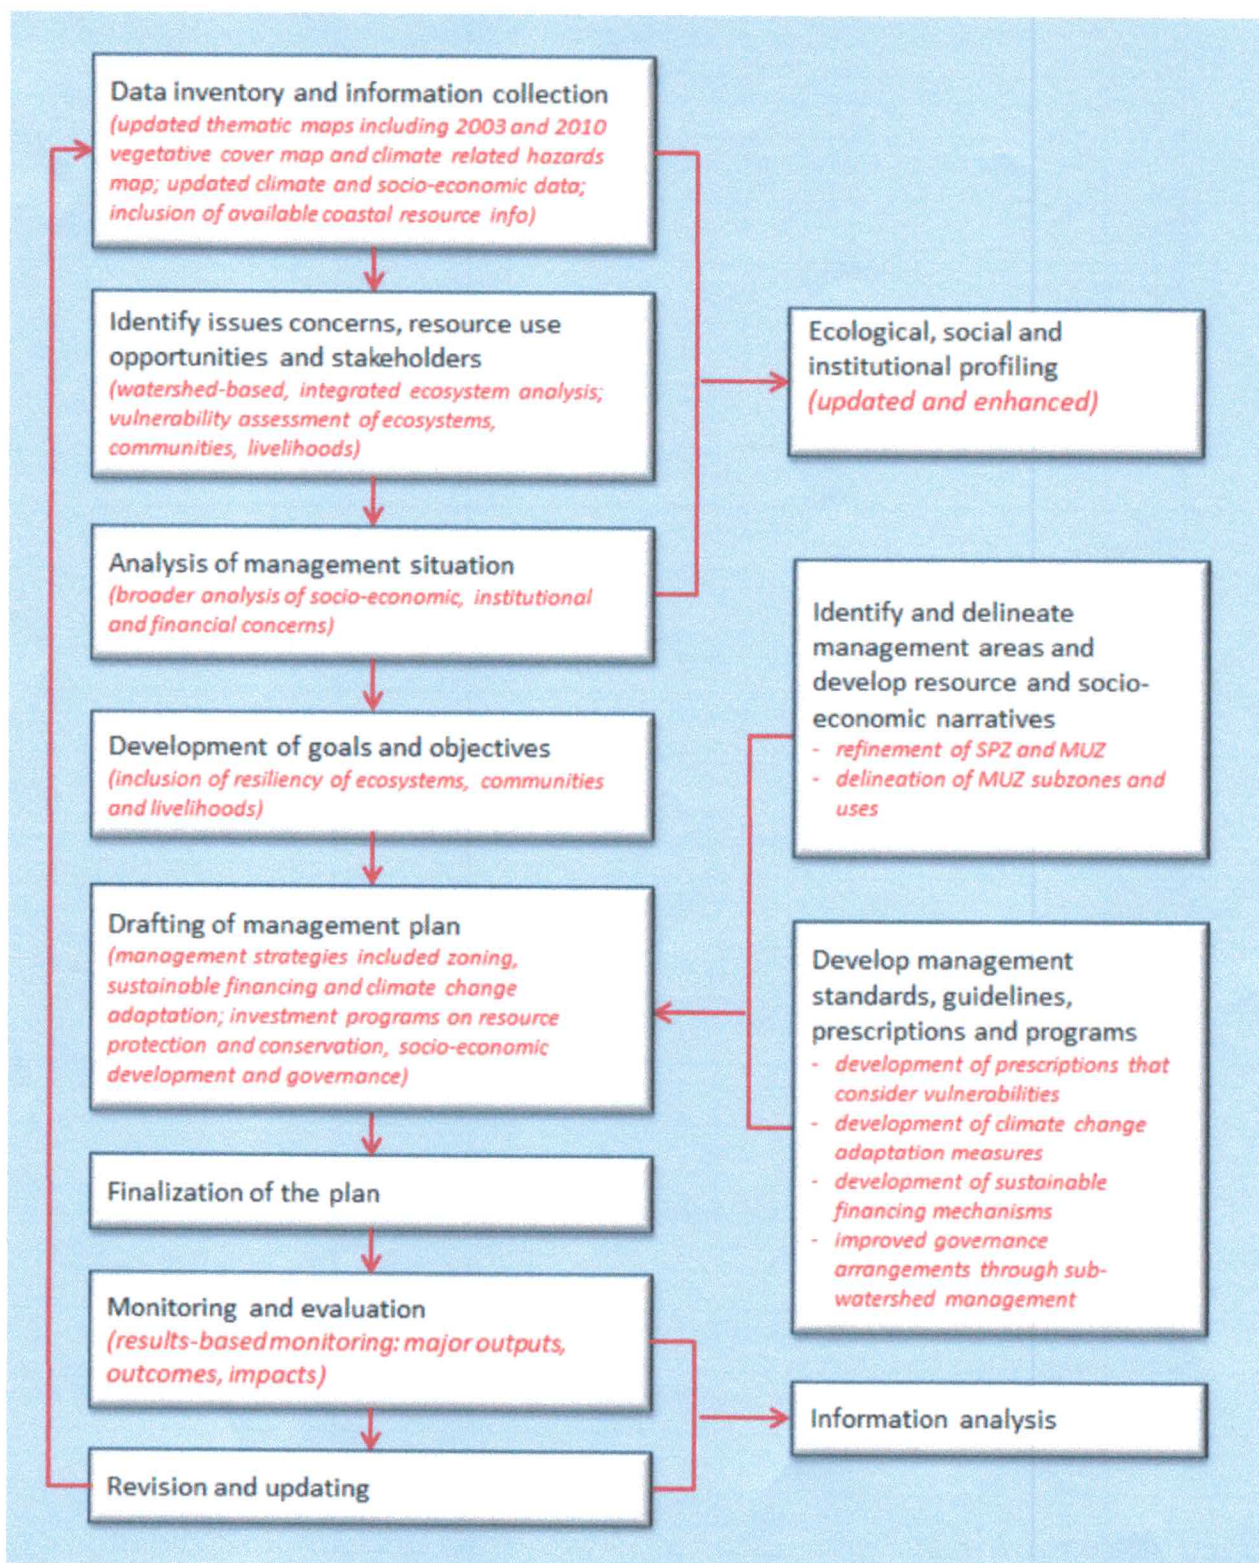 Data inventory and information collection
(updated thematic maps including 2003 and 2010
vegetative cover map and climate related hazards
map; updated climate and socio-economic data;
inclusion of available coastal resource info)
Identify issues concerns, resource use
opportunities and stakeholders
(watershed-based, integrated ecosystem analysis;
vulnerability assessment of ecosystems,
communities, livelihoods)
Analysis of management situation
(broader analysis of socio-economic, institutional
and financial concerns)
Development of goals and objectives
(inclusion of resiliency of ecosystems, communities
and livelihoods)
Drafting of management plan
(management strategies included zoning,
sustainable financing and climate change
adaptation; investment programs on resource
protection and conservation, socio-economic
development and governance)
Finalization of the plan
Monitoring and evaluation
(results-based monitoring: major outputs,
outcomes, impacts)
Revision and updating
Ecological, social and
institutional profiling
(updated and enhanced)
Identify and delineate
management areas and
develop resource and socio-
economic narratives
- refinement of SPZ and MUZ
- delineation of MUZ subzones and
uses
Develop management
standards, guidelines,
prescriptions and programs
- development of prescriptions that
consider vulnerabilities
- development of climate change
adaptation measures
- development of sustainable
financing mechanisms
- improved governance
arrangements through sub-
watershed management
Information analysis